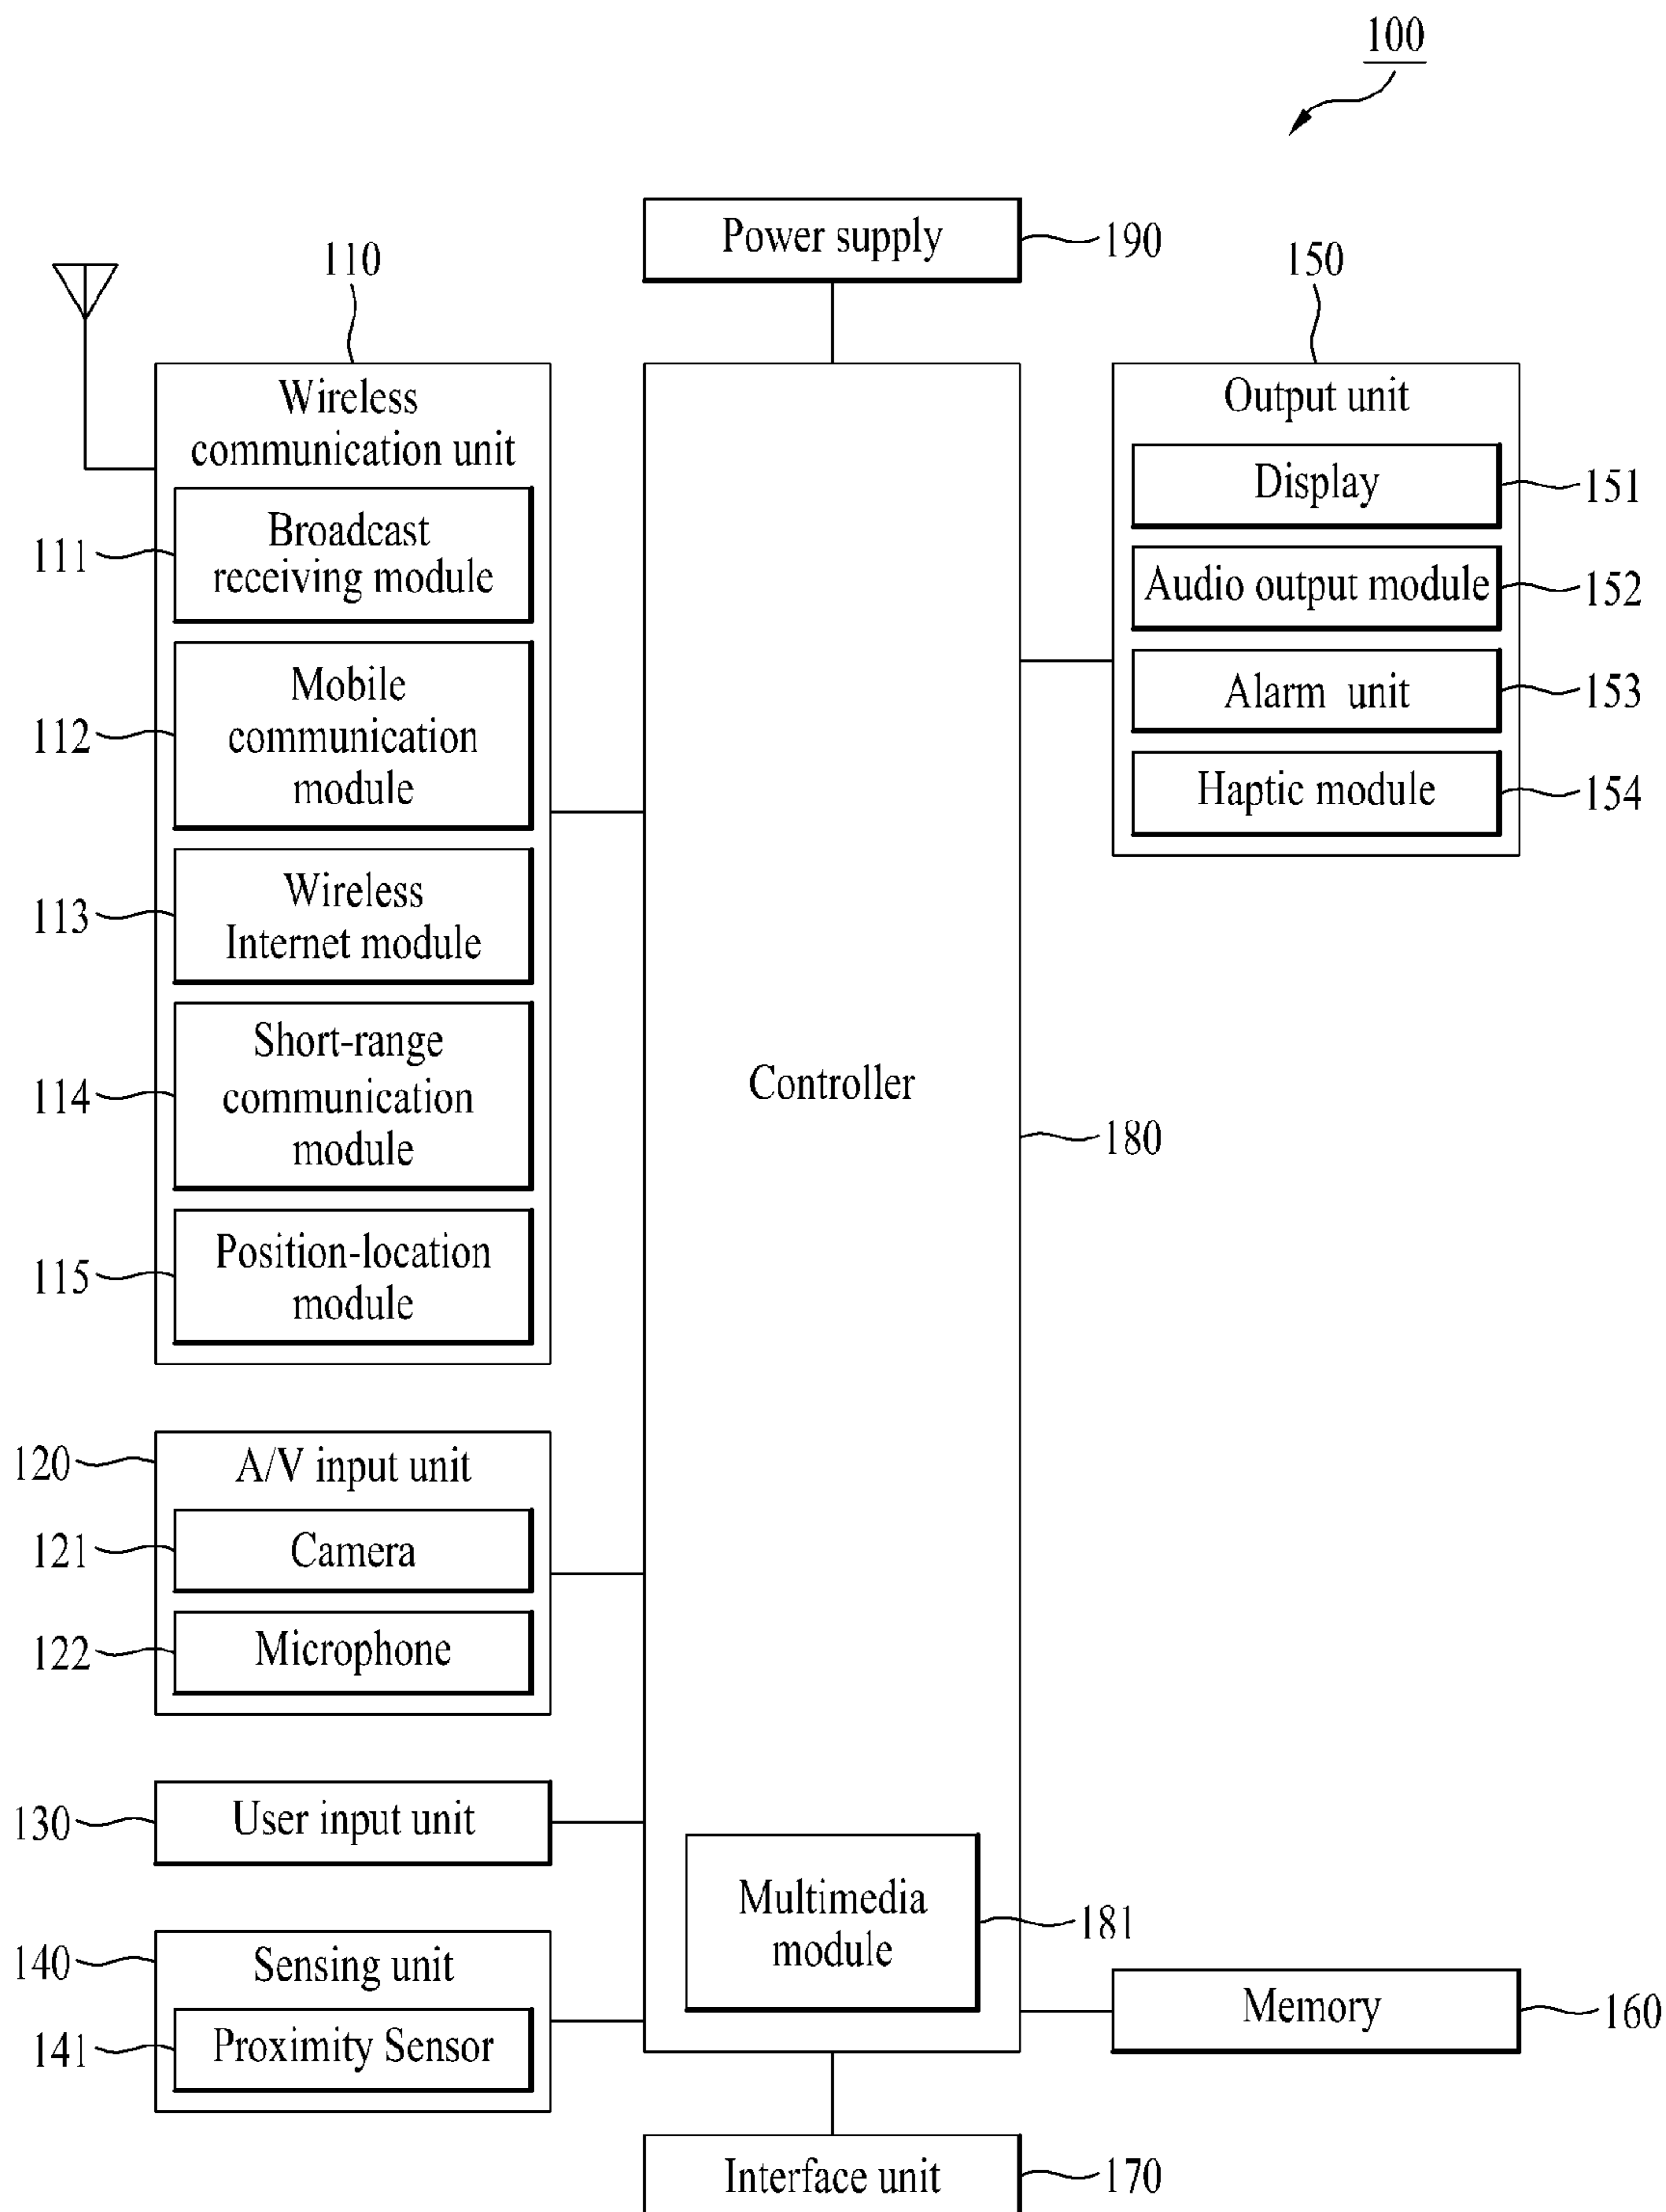 100
Power supply
190
110
Wireless
communication unit
111
Broadcast
receiving module
112
Mobile
communication
module
113
Wireless
Internet module
114
Short-range
communication
module
115
Position-location
module
120
A/V input unit
121
Camera
122
Microphone
130
User input unit
140
Sensing unit
141
Proximity Sensor
Controller
180
Multimedia
module
181
150
Output unit
Display
151
Audio output module
152
Alarm unit
153
Haptic module
154
Memory
160
Interface unit
170